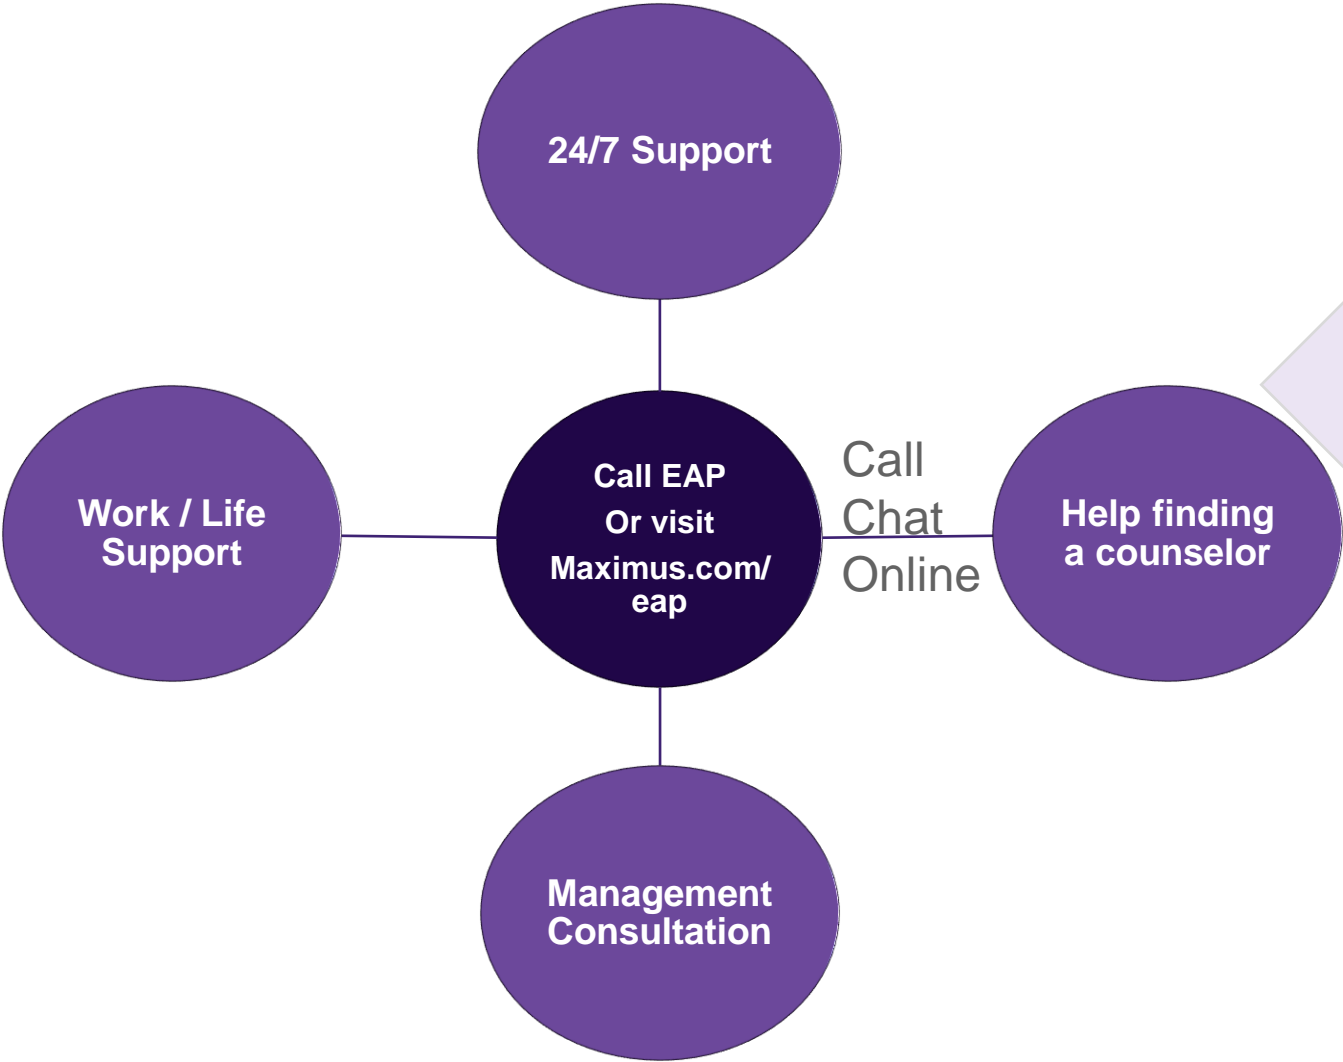 24/7 Support
Work / Life
Support
Call EAP
Or visit
Maximus.com/
eap
Call
Chat
Online
Help finding
a counselor
Management
Consultation